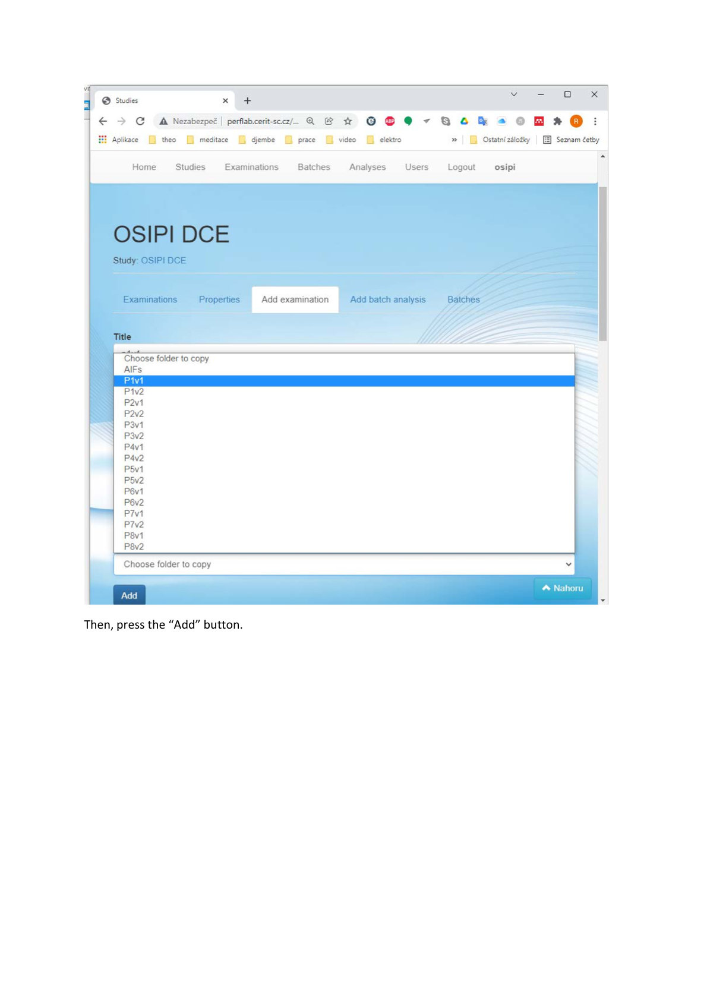 Studies
Nezabezpeč
perflab.cerit-sc.cz/...
ABP
R
Aplikace
theo
meditace
djembe
prace
video
elektro
»
Ostatní záložky
Seznam četby
Home
Studies
Examinations
Batches
Analyses
Users
Logout
osipi
OSIPI DCE
Study: OSIPI DCE
Examinations
Properties
Add examination
Add batch analysis
Batches
Title
Choose folder to copy
AIFs
P1v1
P1v2
P2v1
P2v2
P3v1
P3v2
P4v1
P4v2
P5v1
P5v2
P6v1
P6v2
P7v1
P7v2
P8v1
P8v2
Choose folder to copy
Add
Nahoru
Then, press the “Add” button.